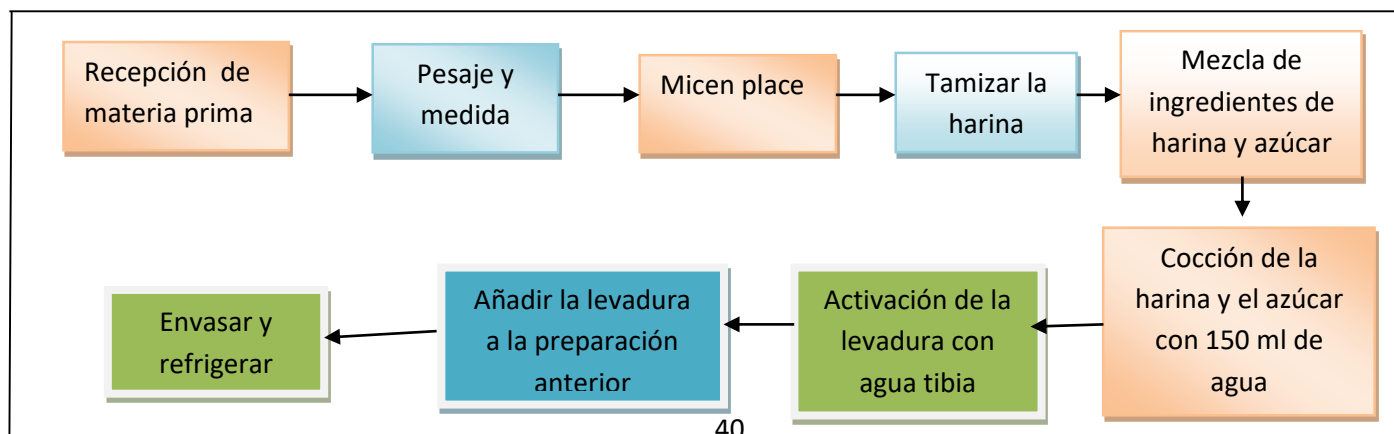 Recepción de
materia prima
Pesaje y
medida
Micen place
Tamizar la
harina
Mezcla de
ingredientes de
harina y azúcar
Cocción de la
harina y el azúcar
con 150 ml de
agua
Activación de la
levadura con
agua tibia
Añadir la levadura
a la preparación
anterior
Envasar y
refrigerar
40